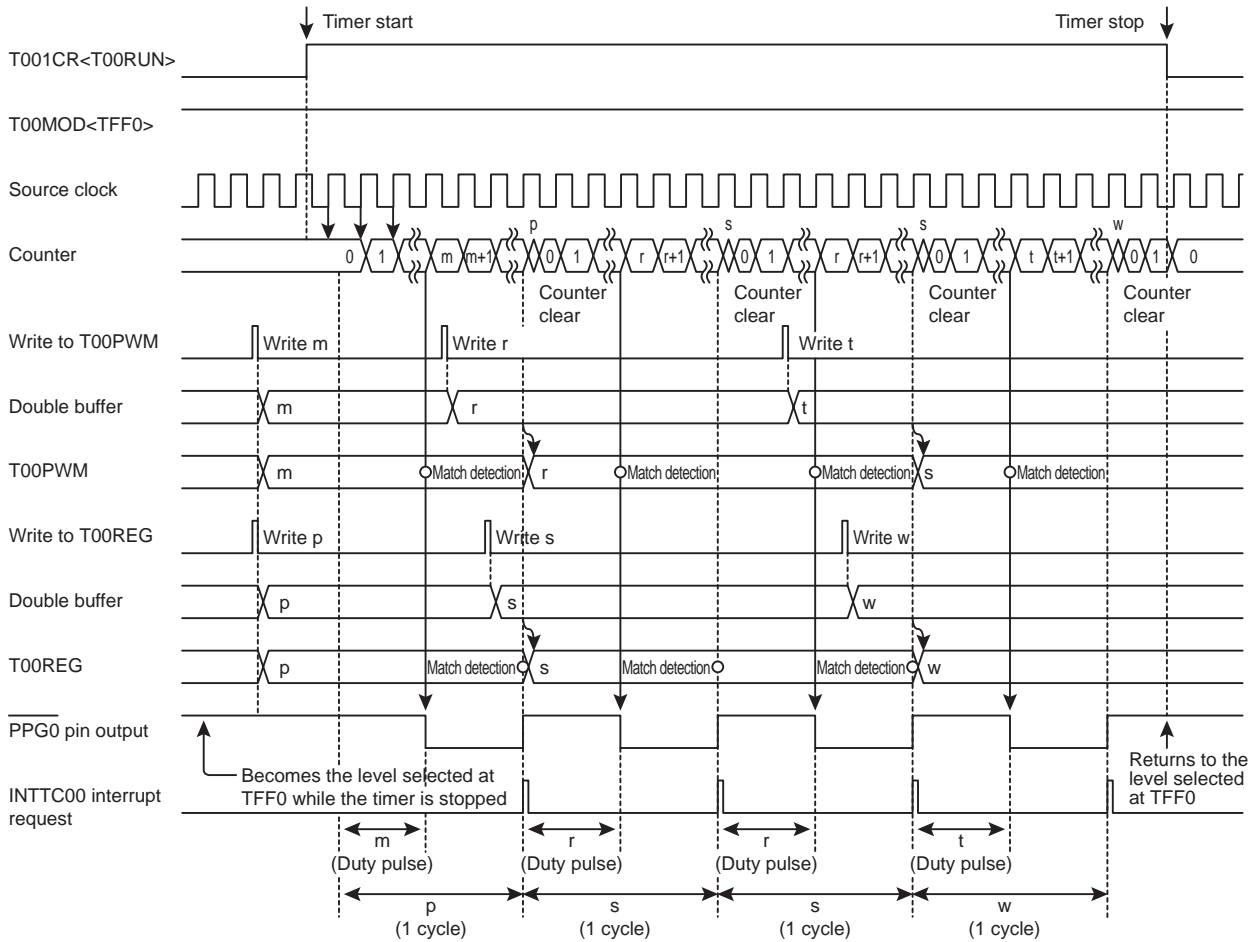 Timer start
Timer stop
T001CR<T00RUN>
T00MOD<TFF0>
Source clock
p s s w
Counter
0 1 m m+1 0 1 r r+1 0 1 r r+1 0 1 t t+1 0 1 0
Counter clear
Counter clear
Counter clear
Counter clear
Write to T00PWM
Write m
Write r
Write t
Double buffer
m
r
t
T00PWM
m
Match detection
r
Match detection
Match detection
s
Match detection
Write to T00REG
Write p
Write s
Write w
Double buffer
p
s
w
T00REG
p
Match detection
s
Match detection
Match detection
w
PPG0 pin output
Becomes the level selected at
TFF0 while the timer is stopped
Returns to the
level selected
at TFF0
INTTC00 interrupt
request
m
(Duty pulse)
r
(Duty pulse)
r
(Duty pulse)
t
(Duty pulse)
p
(1 cycle)
s
(1 cycle)
s
(1 cycle)
w
(1 cycle)